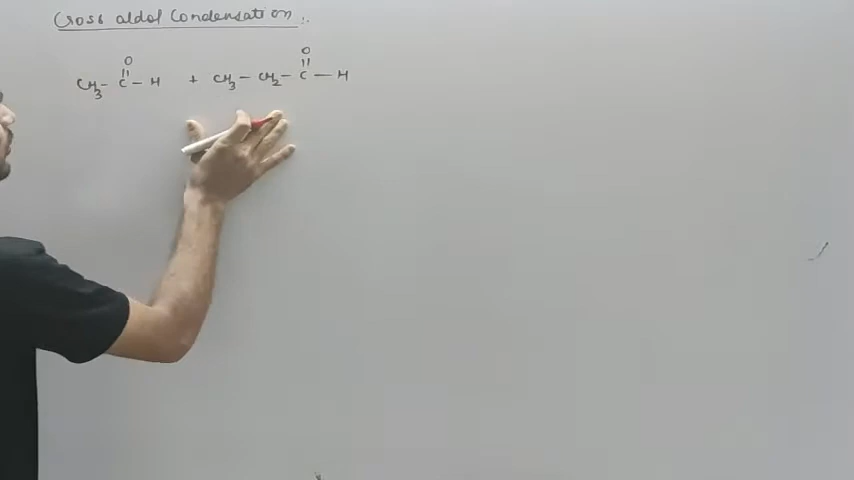 Cross aldol Condensation :.
O O
CH3- C - H + CH3 - CH2 - C - H